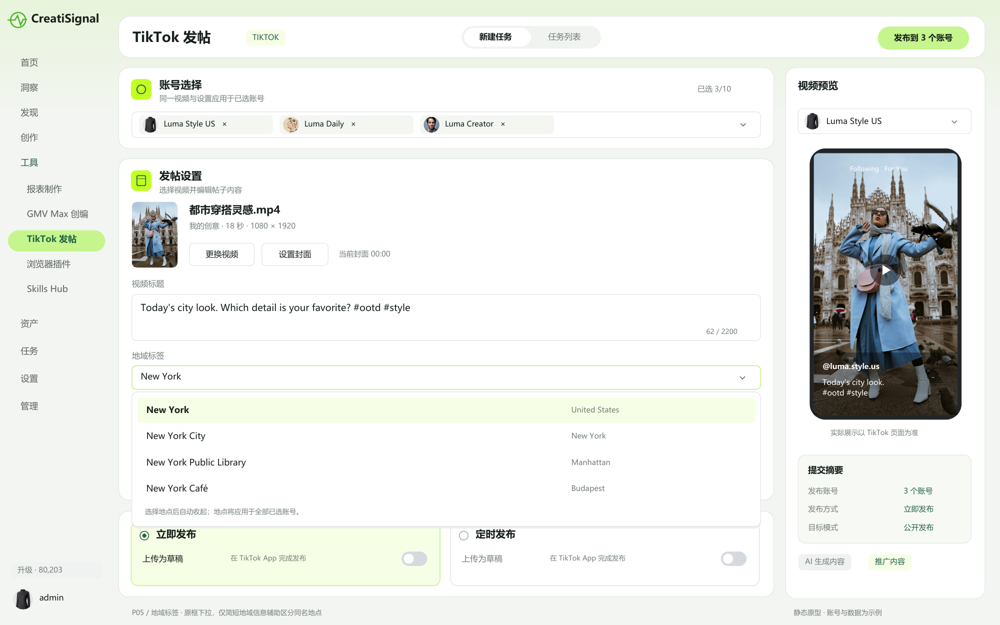 CreatiSignal
首页
洞察
发现
创作
工具
报表制作
GMV Max 创编
TikTok 发帖
浏览器插件
Skills Hub
资产
任务
设置
管理
升级 · 80,203
admin
TikTok 发帖
TIKTOK
新建任务
任务列表
发布到 3 个账号
账号选择
同一视频与设置应用于已选账号
已选 3/10
Luma Style US ×
Luma Daily ×
Luma Creator ×
发帖设置
选择视频并编辑帖子内容
都市穿搭灵感.mp4
我的创意 · 18 秒 · 1080 × 1920
更换视频
设置封面
当前封面 00:00
视频标题
Today's city look. Which detail is your favorite? #ootd #style
62 / 2200
地域标签
New York
New York
United States
New York City
New York
New York Public Library
Manhattan
New York Café
Budapest
选择地点后自动收起；地点将应用于全部已选账号。
立即发布
上传为草稿
在 TikTok App 完成发布
定时发布
上传为草稿
在 TikTok App 完成发布
P05 / 地域标签 · 原框下拉，仅简短地域信息辅助区分同名地点
视频预览
Luma Style US
Following For You
@luma.style.us
Today's city look.
#ootd #style
实际展示以 TikTok 页面为准
提交摘要
发布账号
3 个账号
发布方式
立即发布
目标模式
公开发布
AI 生成内容
推广内容
静态原型 · 账号与数据为示例